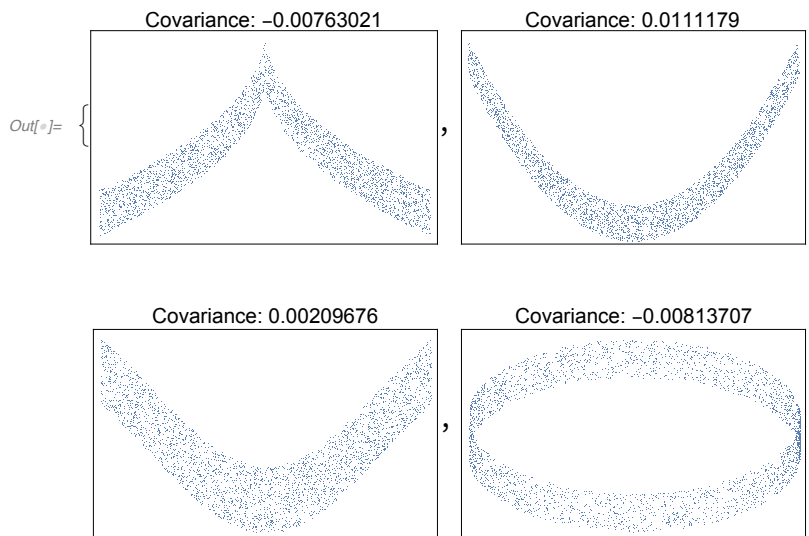 Covariance: −0.00763021
Covariance: 0.0111179
Out[◦]= { , 
Covariance: 0.00209676
Covariance: −0.00813707
,